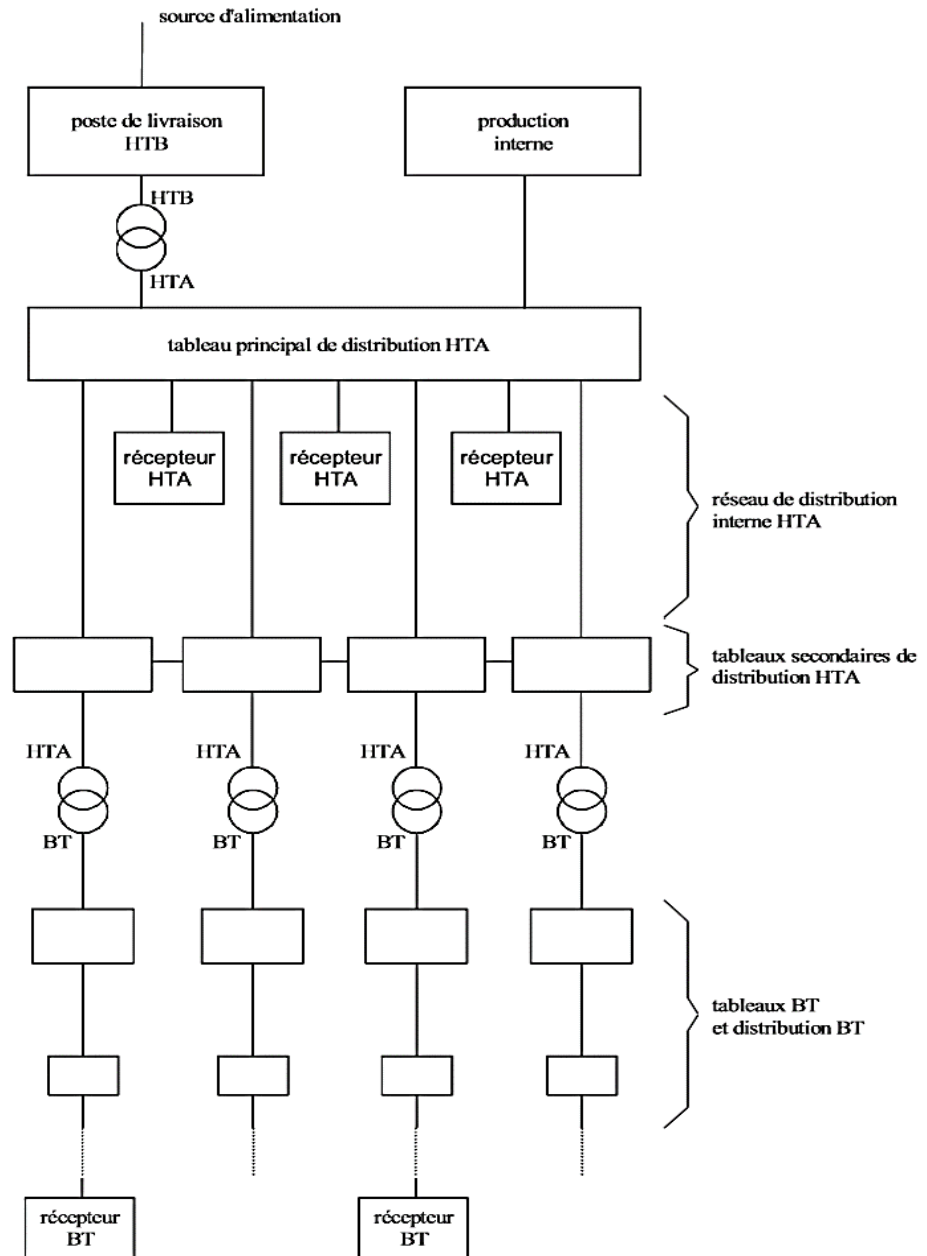 source d'alimentation
poste de livraison
HTB
production
interne
HTB
HTA
tableau principal de distribution HTA
récepteur
HTA
récepteur
HTA
récepteur
HTA
réseau de distribution
interne HTA
tableaux secondaires de
distribution HTA
HTA
HTA
HTA
HTA
BT
BT
BT
BT
tableaux BT
et distribution BT
récepteur
BT
récepteur
BT